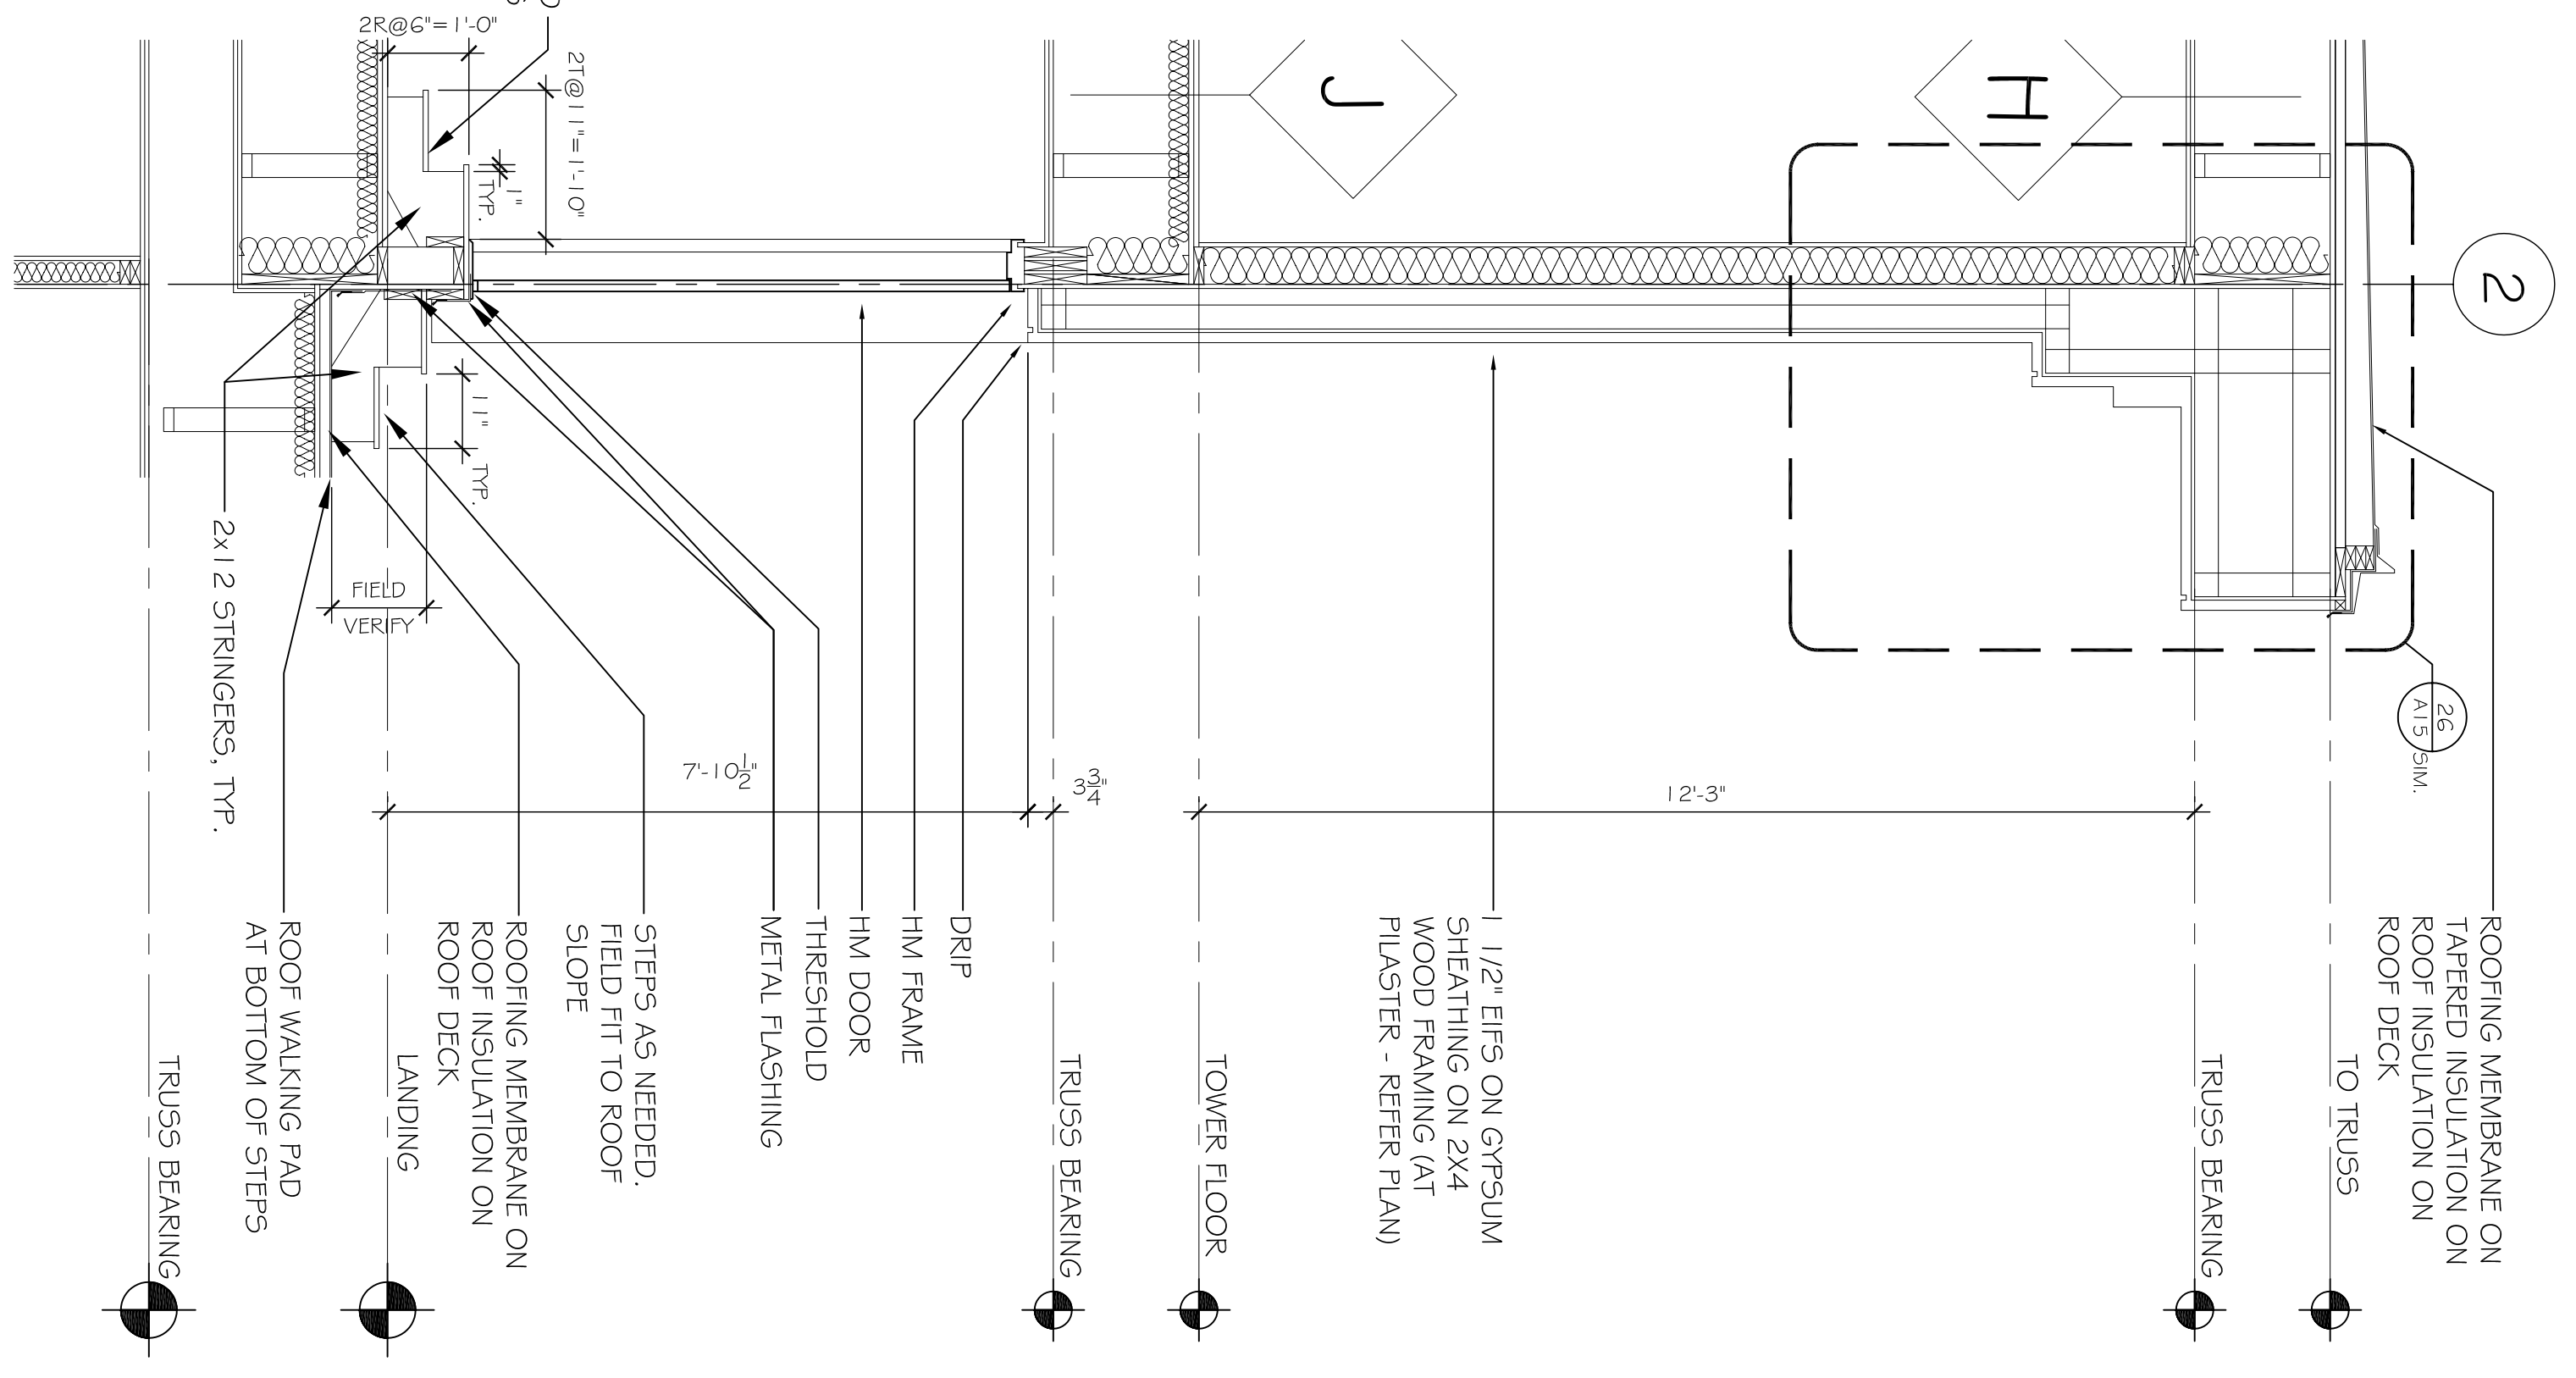 2
26
A15
SIM.
H
J
ROOFING MEMBRANE ON
TAPERED INSULATION ON
ROOF INSULATION ON
ROOF DECK
TO TRUSS
TRUSS BEARING
12'-3"
1 1/2" EIFS ON GYPSUM
SHEATHING ON 2X4
WOOD FRAMING (AT
PILASTER - REFER PLAN)
TOWER FLOOR
TRUSS BEARING
3 3/4"
7'-10 1/2"
DRIP
HM FRAME
HM DOOR
THRESHOLD
METAL FLASHING
STEPS AS NEEDED.
FIELD FIT TO ROOF
SLOPE
ROOFING MEMBRANE ON
ROOF INSULATION ON
ROOF DECK
LANDING
ROOF WALKING PAD
AT BOTTOM OF STEPS
TRUSS BEARING
2x12 STRINGERS, TYP.
2R@6"=1'-0"
2T@11"=1'-10"
1"
TYP.
11"
TYP.
FIELD
VERIFY